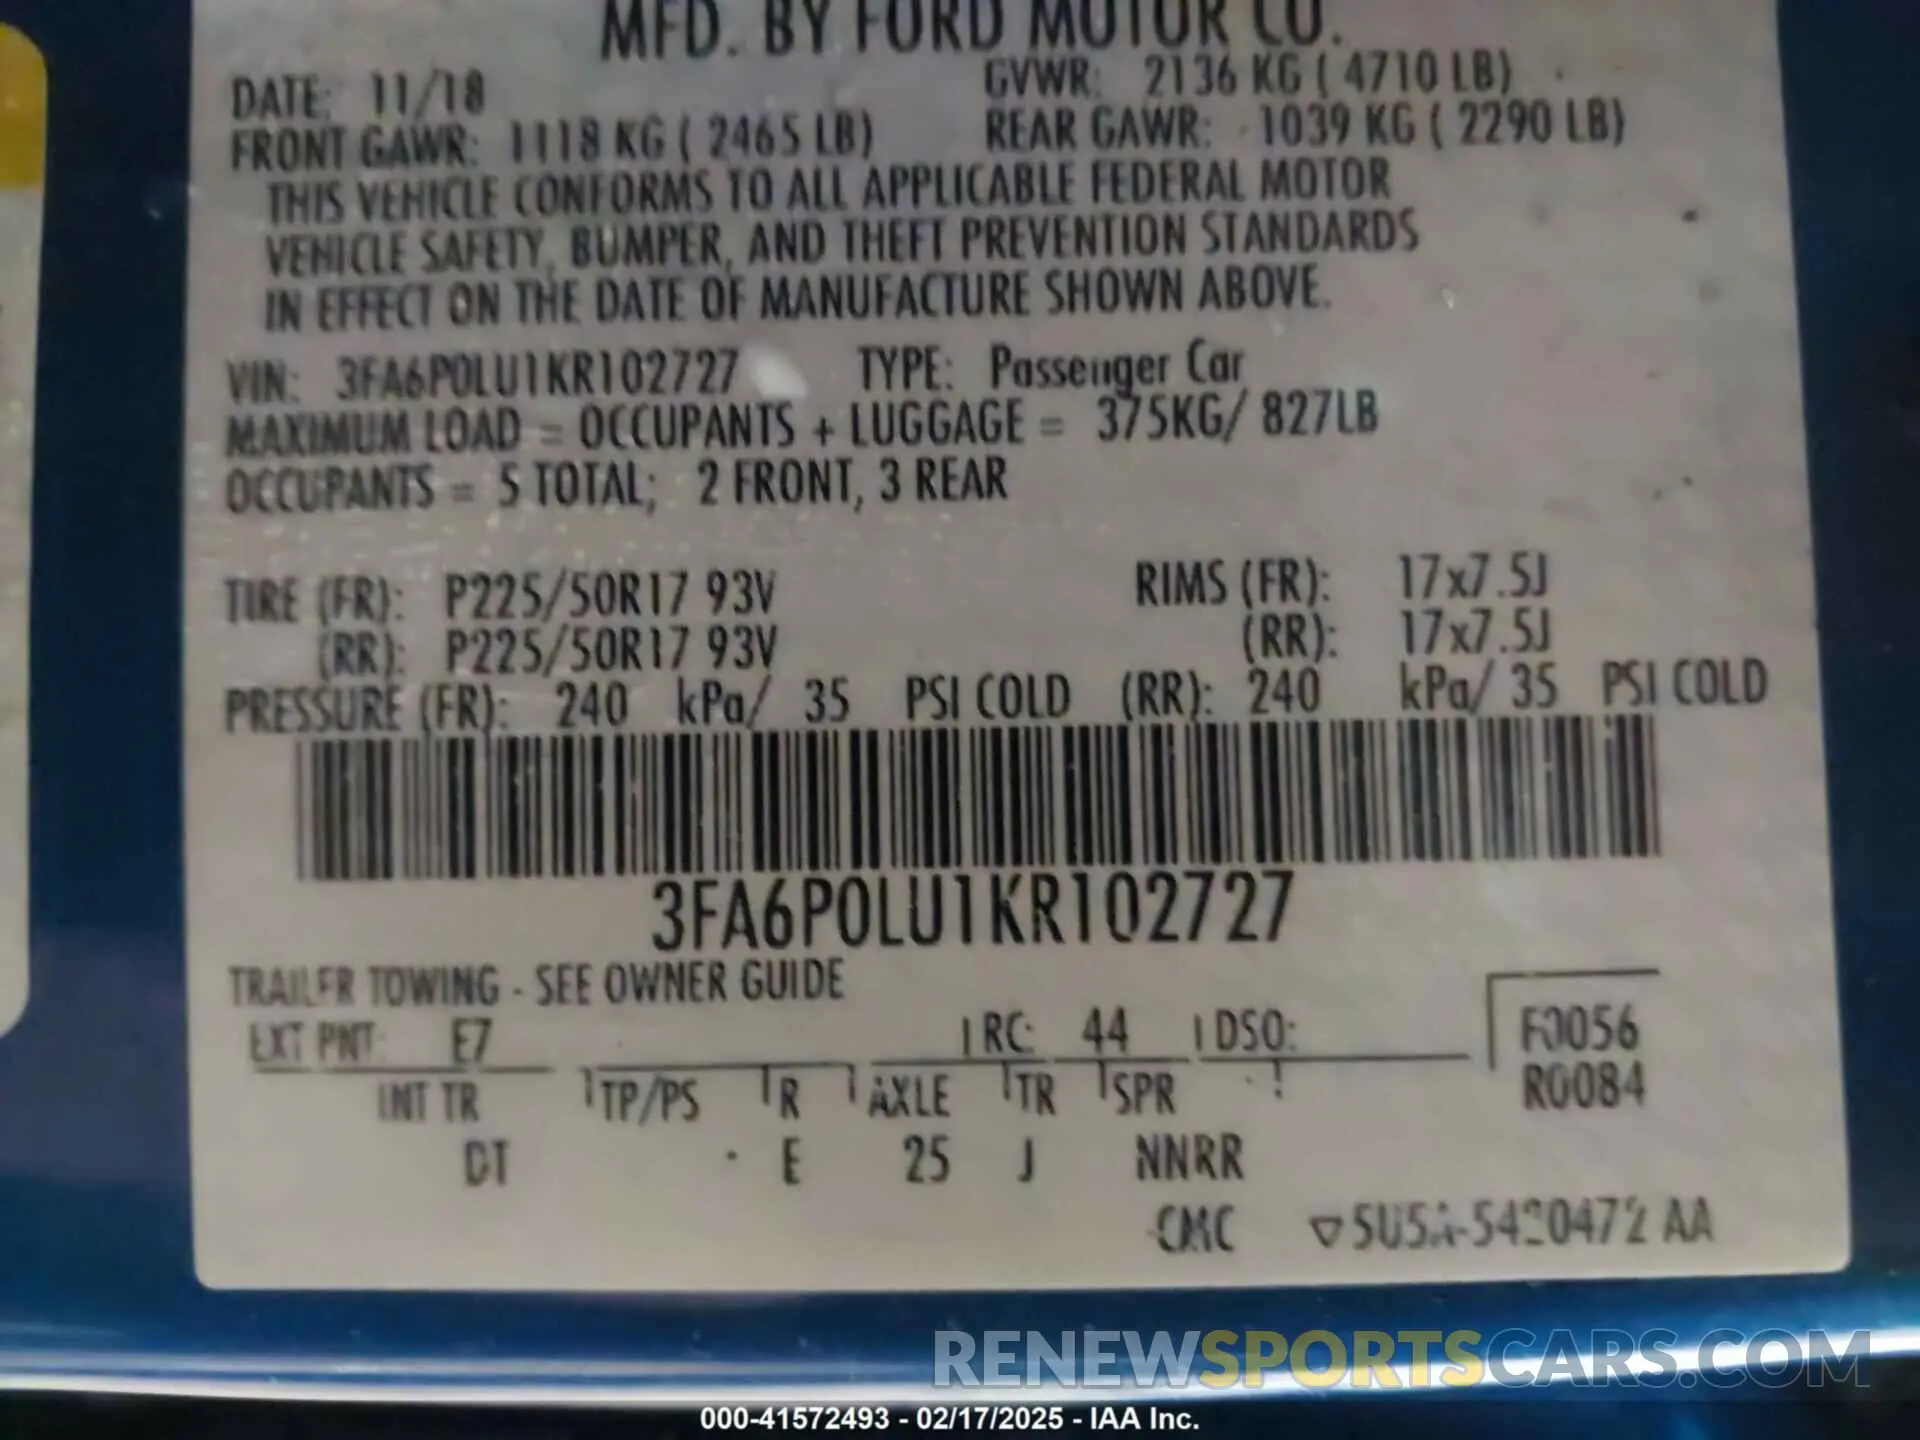 MFD. BY FORD MOTOR CO.
DATE: 11/18 GVWR: 2136 KG ( 4710 LB)
FRONT GAWR: 1118 KG ( 2465 LB) REAR GAWR: 1039 KG ( 2290 LB)
THIS VEHICLE CONFORMS TO ALL APPLICABLE FEDERAL MOTOR
VEHICLE SAFETY, BUMPER, AND THEFT PREVENTION STANDARDS
IN EFFECT ON THE DATE OF MANUFACTURE SHOWN ABOVE.
VIN: 3FA6P0LU1KR102727 TYPE: Passenger Car
MAXIMUM LOAD = OCCUPANTS + LUGGAGE = 375KG/ 827LB
OCCUPANTS = 5 TOTAL; 2 FRONT, 3 REAR
TIRE (FR): P225/50R17 93V RIMS (FR): 17x7.5J
(RR): P225/50R17 93V (RR): 17x7.5J
PRESSURE (FR): 240 kPa/ 35 PSI COLD (RR): 240 kPa/ 35 PSI COLD
3FA6P0LU1KR102727
TRAILER TOWING - SEE OWNER GUIDE
EXT PNT: E7 RC: 44 DSO: F0056
INT TR TP/PS R AXLE TR SPR R0084
DT E 25 J NNRR
CMC 5U5A-5420472 AA
RENEWSPORTSCARS.COM
000-41572493 - 02/17/2025 - IAA Inc.